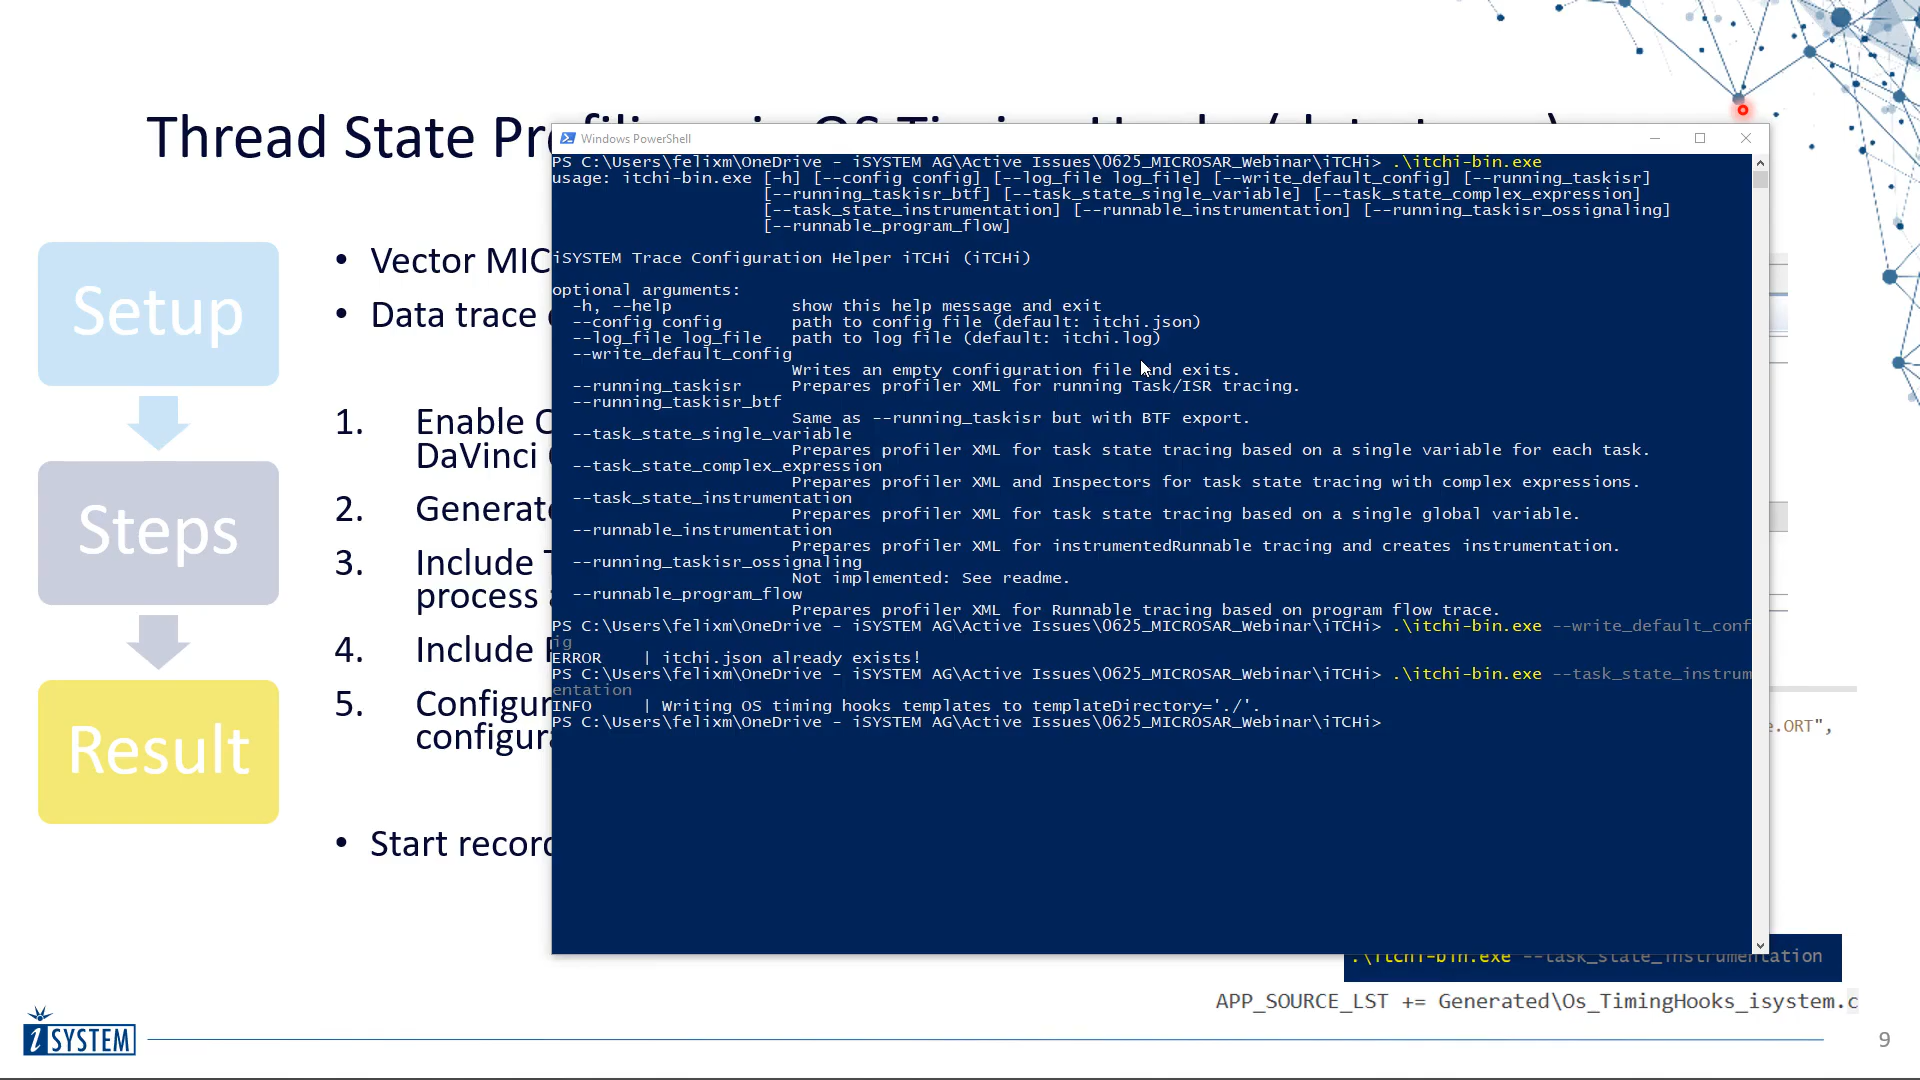 Thread State Pr
Windows PowerShell
PS C:\Users\felixm\OneDrive - iSYSTEM AG\Active Issues\0625_MICROSAR_Webinar\iTCHi> .\itchi-bin.exe
usage: itchi-bin.exe [-h] [--config config] [--log_file log_file] [--write_default_config] [--running_taskisr]
[--running_taskisr_btf] [--task_state_single_variable] [--task_state_complex_expression]
[--task_state_instrumentation] [--runnable_instrumentation] [--running_taskisr_ossignaling]
[--runnable_program_flow]
iSYSTEM Trace Configuration Helper iTCHi (iTCHi)
optional arguments:
-h, --help show this help message and exit
--config config path to config file (default: itchi.json)
--log_file log_file path to log file (default: itchi.log)
--write_default_config
Writes an empty configuration file and exits.
--running_taskisr Prepares profiler XML for running Task/ISR tracing.
--running_taskisr_btf
Same as --running_taskisr but with BTF export.
--task_state_single_variable
Prepares profiler XML for task state tracing based on a single variable for each task.
--task_state_complex_expression
Prepares profiler XML and Inspectors for task state tracing with complex expressions.
--task_state_instrumentation
Prepares profiler XML for task state tracing based on a single global variable.
--runnable_instrumentation
Prepares profiler XML for instrumentedRunnable tracing and creates instrumentation.
--running_taskisr_ossignaling
Not implemented: See readme.
--runnable_program_flow
Prepares profiler XML for Runnable tracing based on program flow trace.
PS C:\Users\felixm\OneDrive - iSYSTEM AG\Active Issues\0625_MICROSAR_Webinar\iTCHi> .\itchi-bin.exe --write_default_conf
ig
ERROR | itchi.json already exists!
PS C:\Users\felixm\OneDrive - iSYSTEM AG\Active Issues\0625_MICROSAR_Webinar\iTCHi> .\itchi-bin.exe --task_state_instrum
entation
INFO | Writing OS timing hooks templates to templateDirectory='./'.
PS C:\Users\felixm\OneDrive - iSYSTEM AG\Active Issues\0625_MICROSAR_Webinar\iTCHi>
Setup
Steps
Result
• Vector MIC
• Data trace
1. Enable
DaVinci
2. Generate
3. Include
process
4. Include
5. Configur
configura
• Start record
e.ORT",
.\itchi-bin.exe --task_state_instrumentation
APP_SOURCE_LST += Generated\Os_TimingHooks_isystem.c
iSYSTEM
9